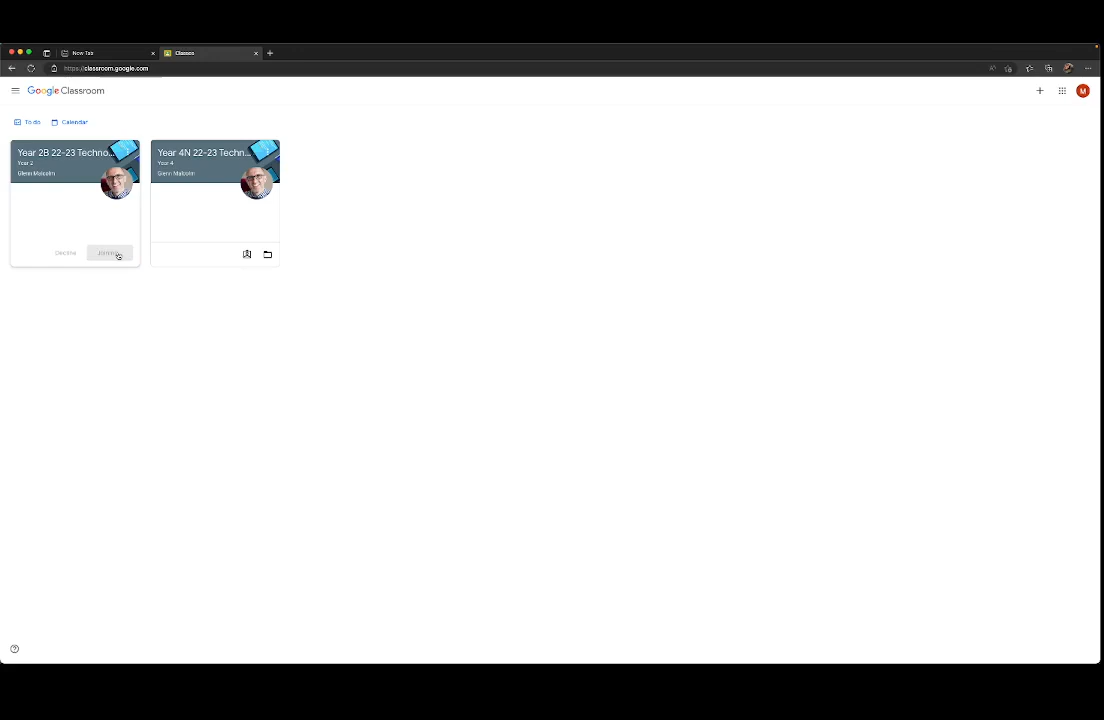 New Tab
Classes
https://classroom.google.com
Google Classroom
M
To do
Calendar
Year 2B 22-23 Techno...
Year 2
Glenn Malcolm
Decline
Year 4N 22-23 Techn...
Year 4
Glenn Malcolm